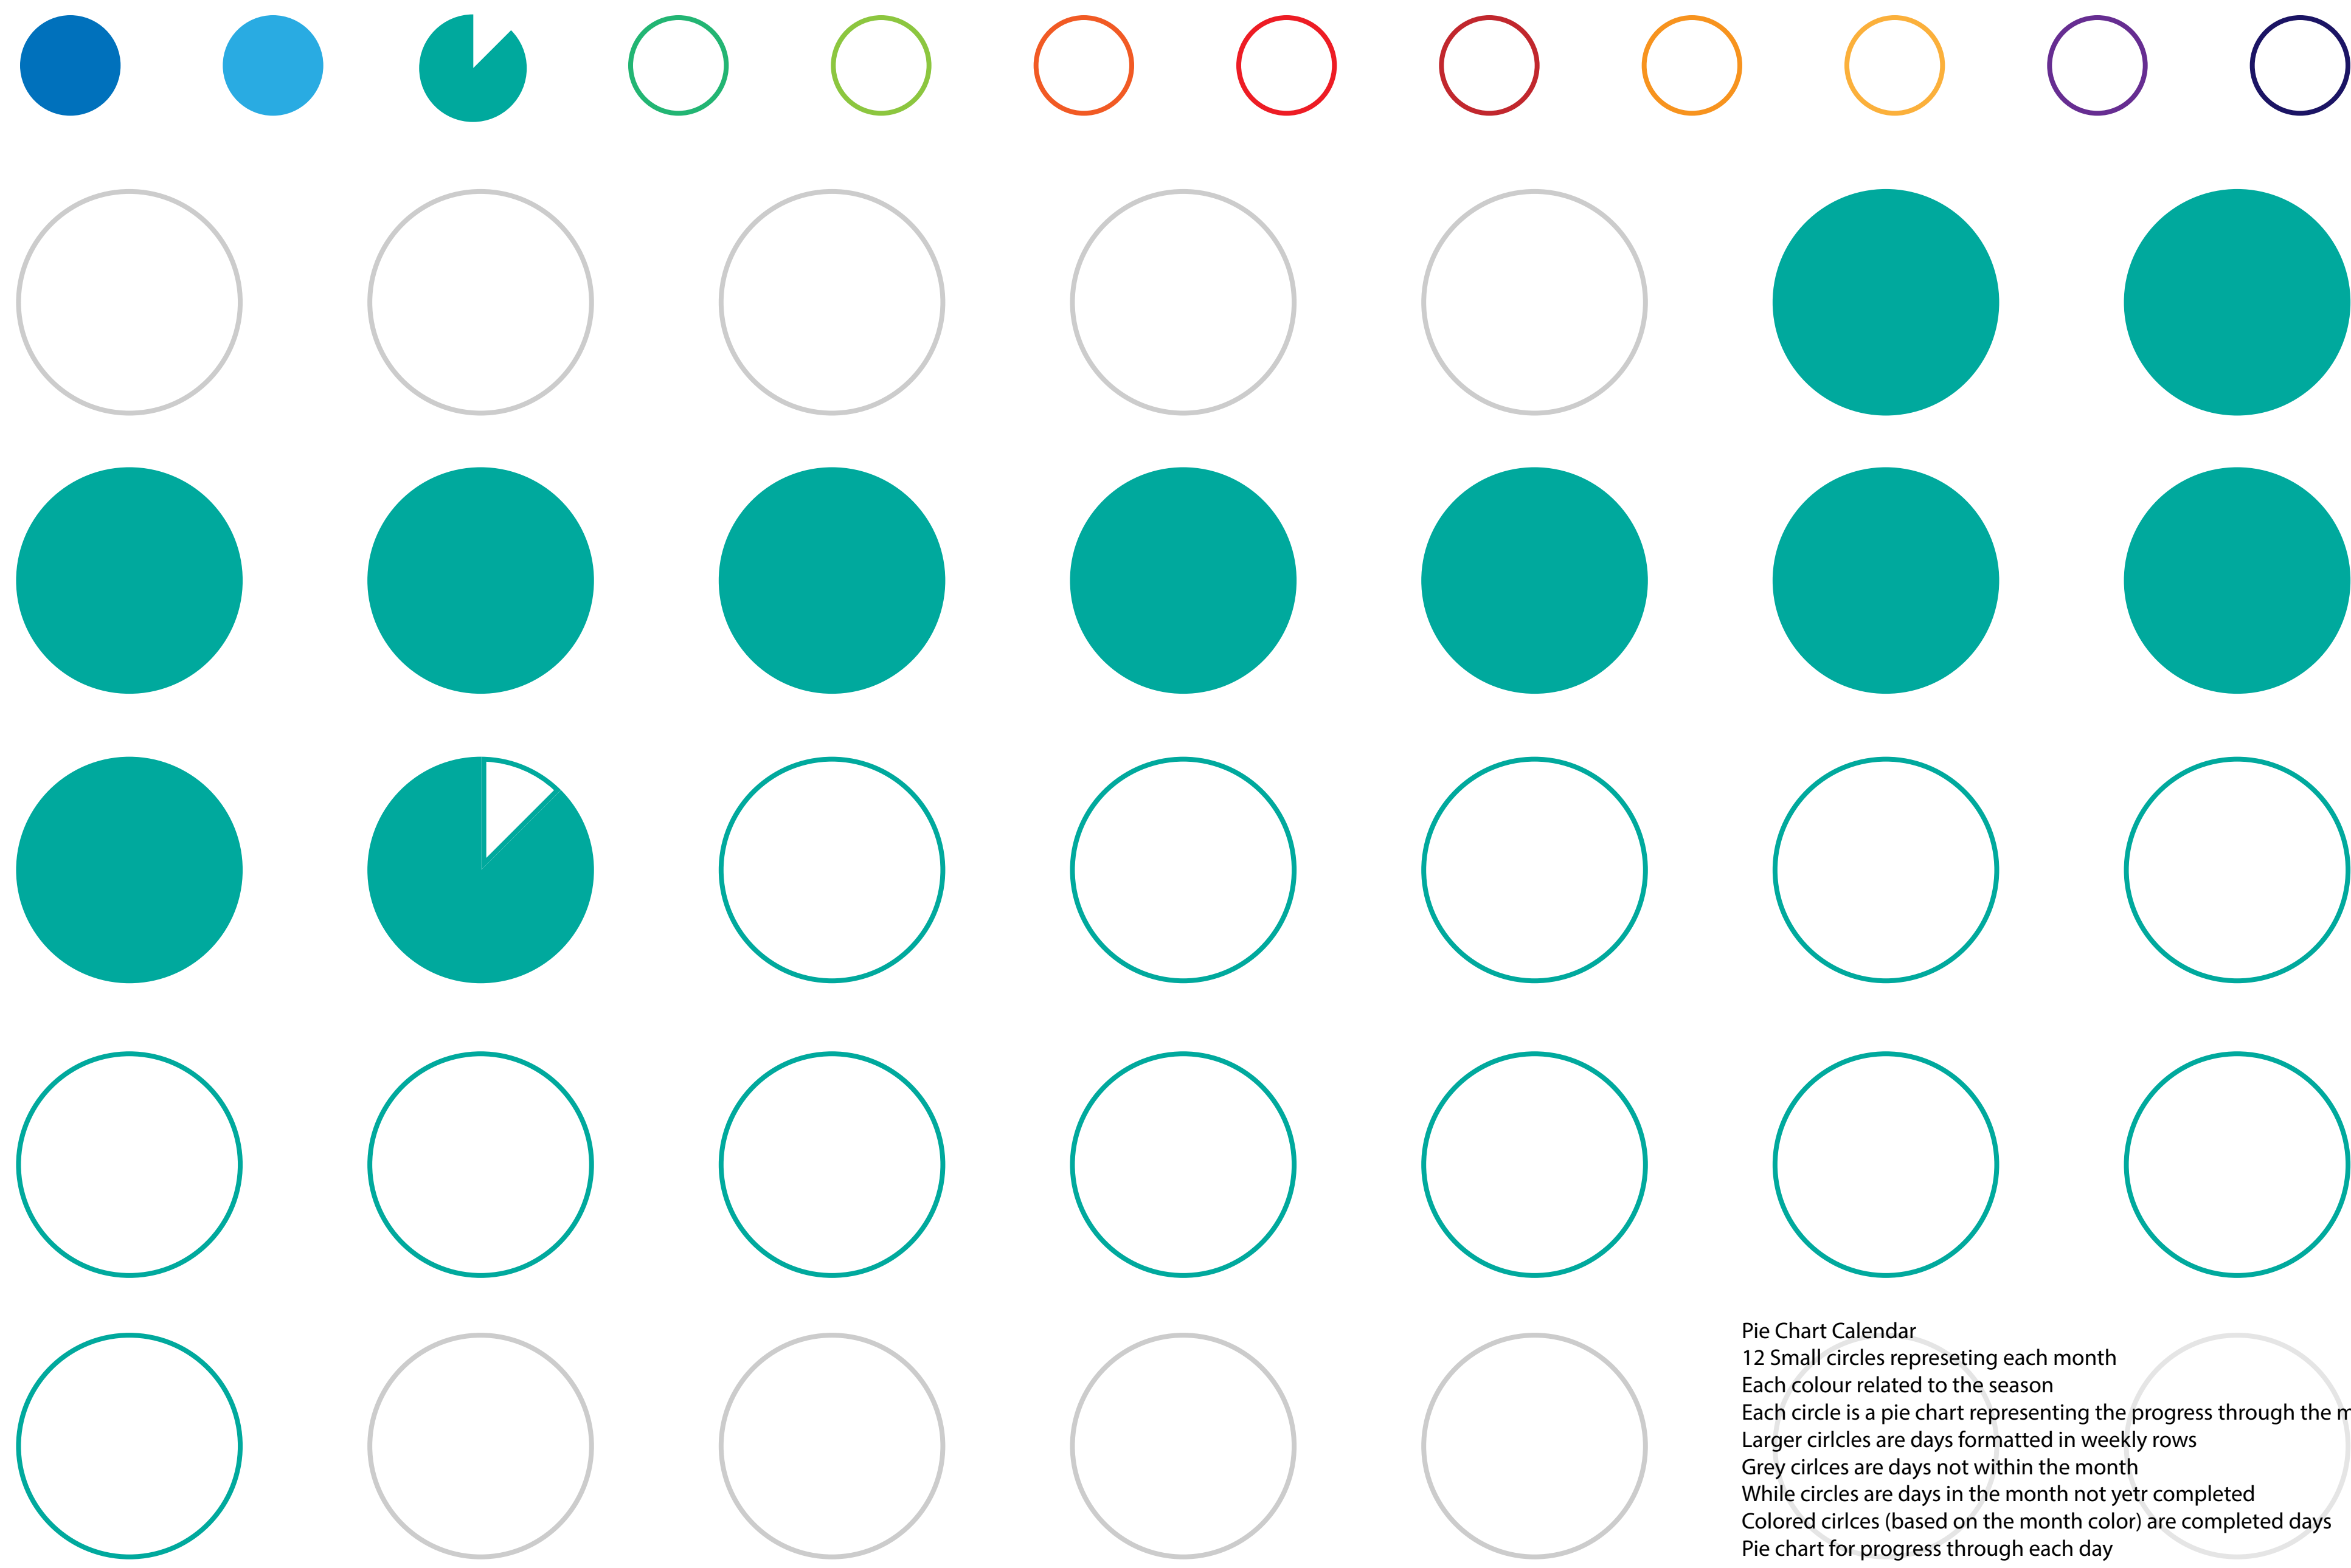 Pie Chart Calendar
12 Small circles represeting each month
Each colour related to the season
Each circle is a pie chart representing the progress through the
Larger cirlcles are days formatted in weekly rows
Grey cirlces are days not within the month
While circles are days in the month not yetr completed
Colored cirlces (based on the month color) are completed days
Pie chart for progress through each day